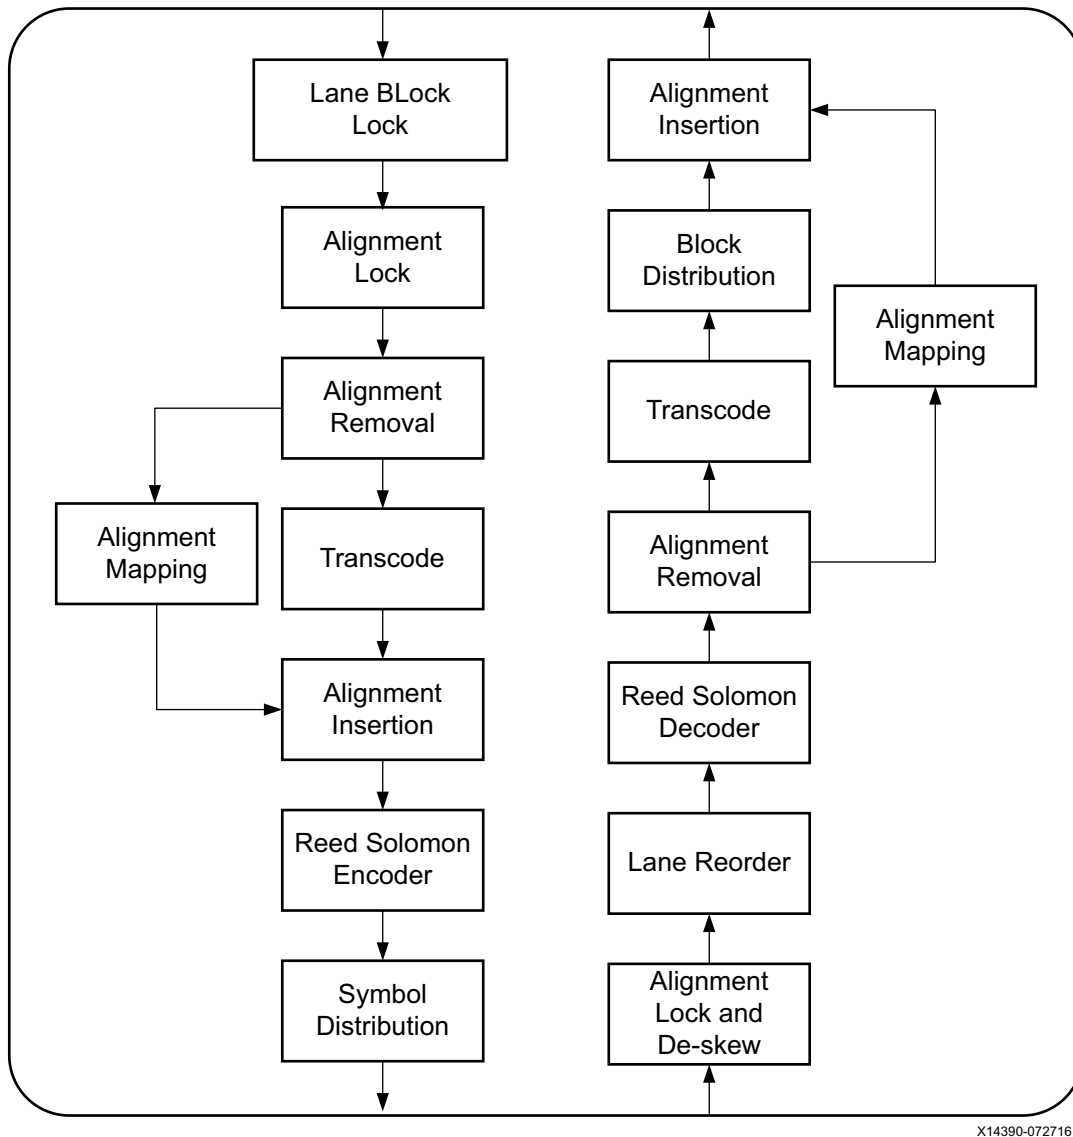 Lane BLock
Lock
Alignment
Lock
Alignment
Removal
Alignment
Mapping
Transcode
Alignment
Insertion
Reed Solomon
Encoder
Symbol
Distribution
Alignment
Insertion
Block
Distribution
Alignment
Mapping
Transcode
Alignment
Removal
Reed Solomon
Decoder
Lane Reorder
Alignment
Lock and
De-skew
X14390-072716